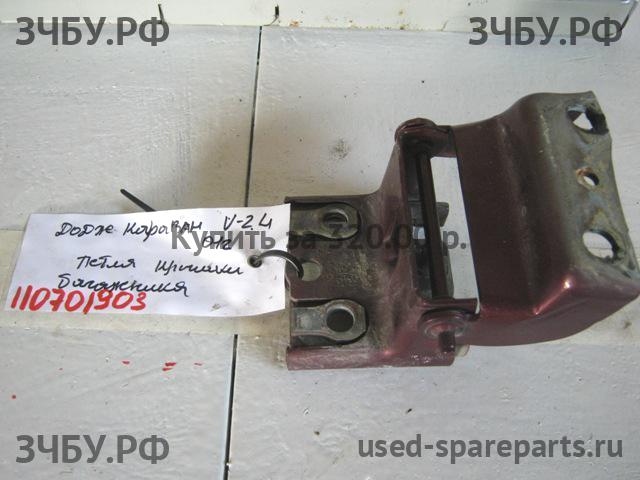 ЗЧБУ.РФ
ЗЧБУ.РФ
Додж Караван V-2.4
Купить за 720.00 р.
петля крышки
багажника
110701903
ЗЧБУ.РФ
used-spareparts.ru